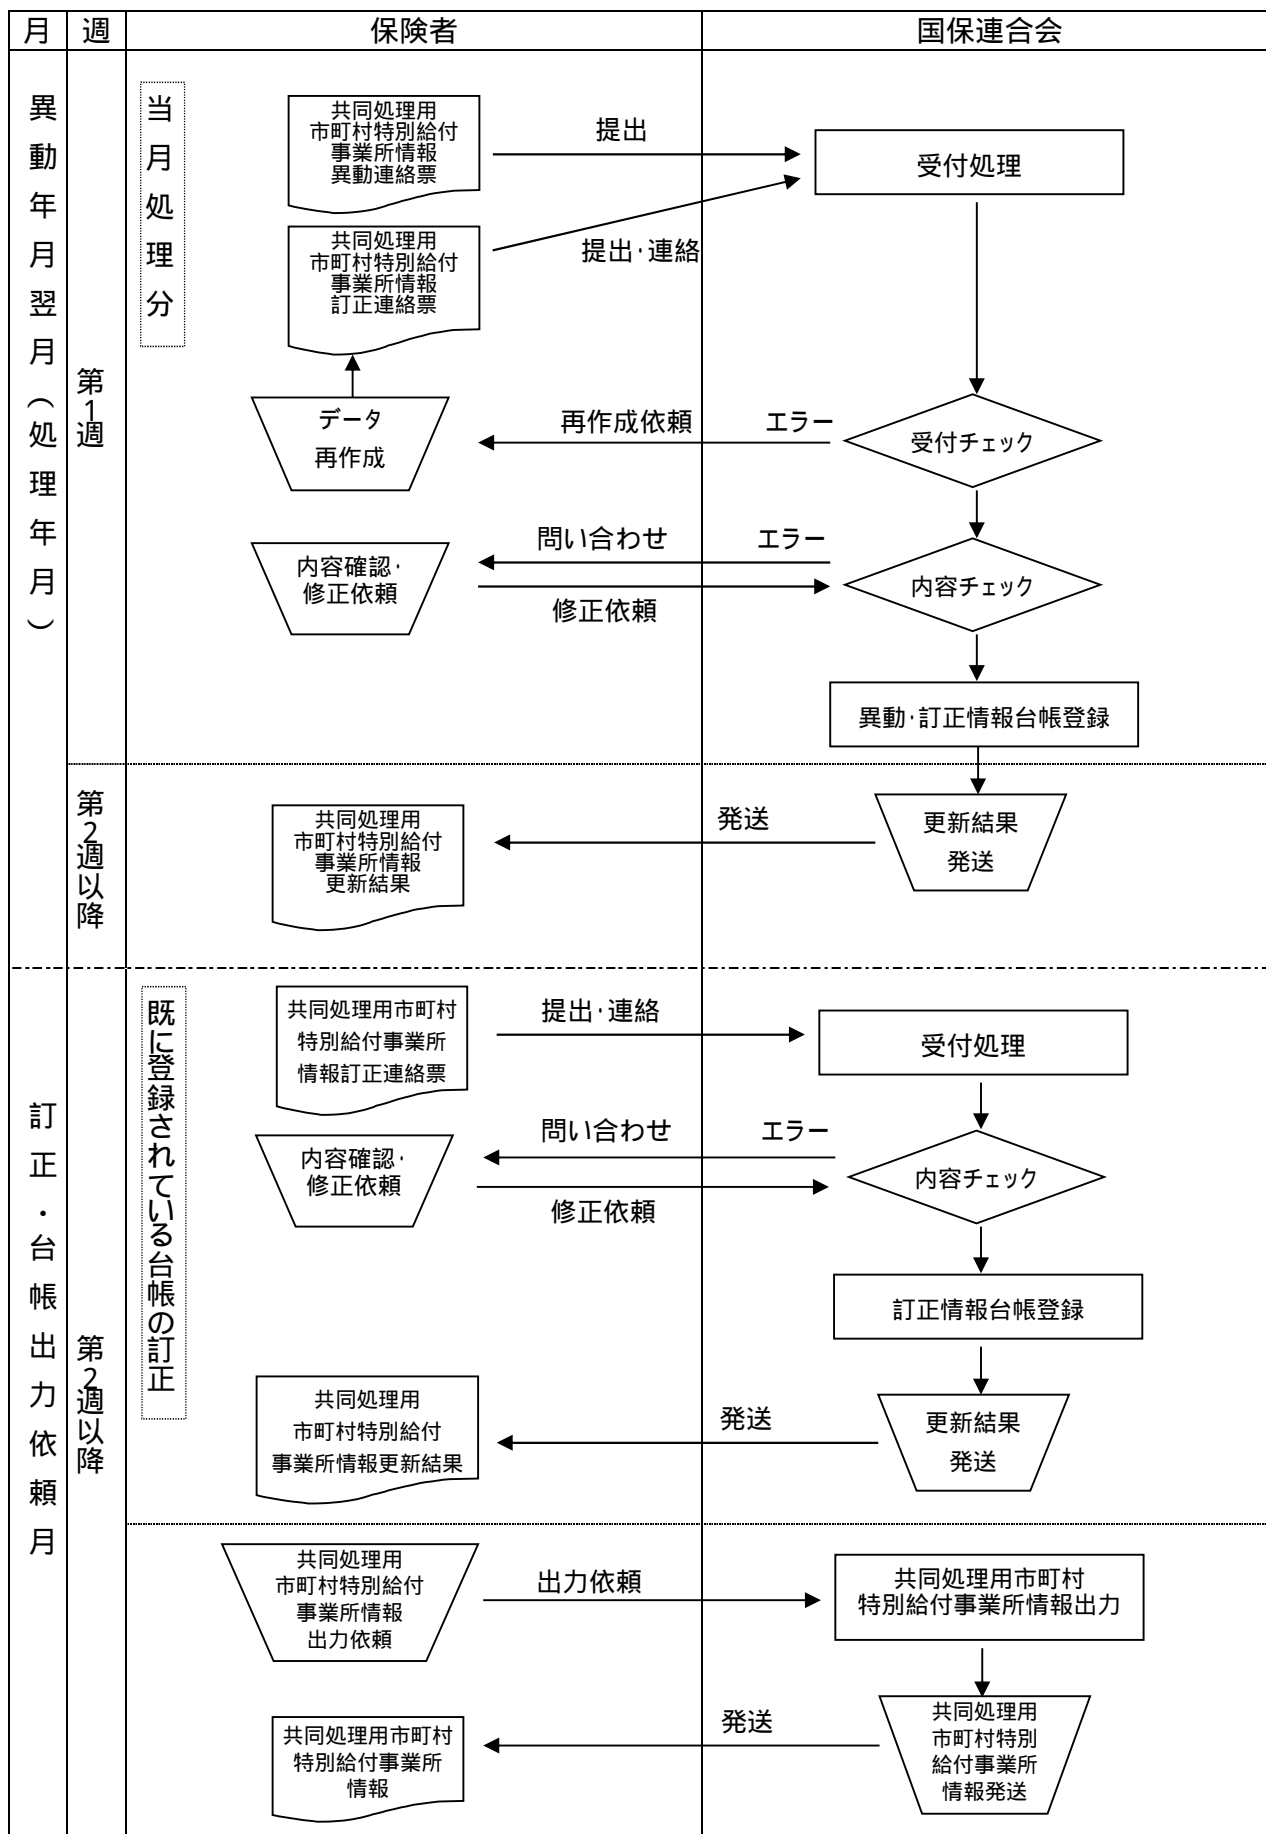 月
週
保険者
国保連合会
異動年月翌月(処理年月)
第1週
当月処理分
共同処理用
市町村特別給付
事業所情報
異動連絡票
提出
受付処理
共同処理用
市町村特別給付
事業所情報
訂正連絡票
提出・連絡
データ
再作成
再作成依頼
エラー
受付チェック
内容確認・
修正依頼
問い合わせ
エラー
修正依頼
内容チェック
異動・訂正情報台帳登録
第2週以降
共同処理用
市町村特別給付
事業所情報
更新結果
発送
更新結果
発送
訂正・台帳出力依頼月
第2週以降
既に登録されている台帳の訂正
共同処理用市町村
特別給付事業所
情報訂正連絡票
提出・連絡
受付処理
内容確認・
修正依頼
問い合わせ
エラー
修正依頼
内容チェック
訂正情報台帳登録
共同処理用
市町村特別給付
事業所情報更新結果
発送
更新結果
発送
共同処理用
市町村特別給付
事業所情報
出力依頼
出力依頼
共同処理用市町村
特別給付事業所情報出力
共同処理用市町村
特別給付事業所
情報
発送
共同処理用
市町村特別
給付事業所
情報発送